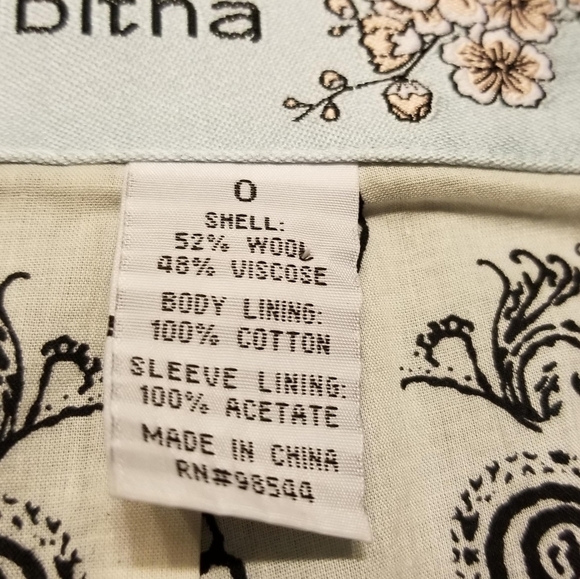 bitha
0
SHELL:
52% WOOL
48% VISCOSE
BODY LINING:
100% COTTON
SLEEVE LINING:
100% ACETATE
MADE IN CHINA
RN#98544